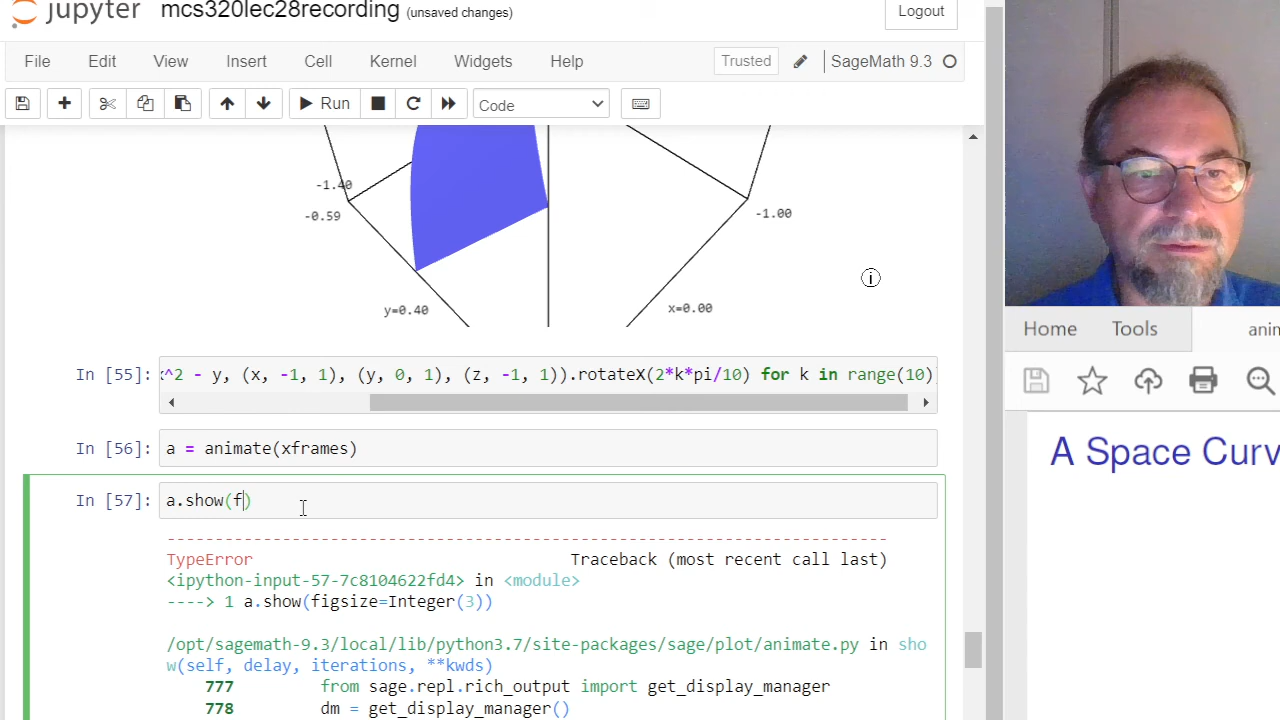 jupyter mcs320lec28recording (unsaved changes) Logout
File Edit View Insert Cell Kernel Widgets Help Trusted SageMath 9.3
Run Code
-1.40
-0.59
-1.00
y=0.40
x=0.00
In [55]: ^2 - y, (x, -1, 1), (y, 0, 1), (z, -1, 1)).rotateX(2*k*pi/10) for k in range(10)
In [56]: a = animate(xframes)
In [57]: a.show(f)
---------------------------------------------------------------------------
TypeError Traceback (most recent call last)
<ipython-input-57-7c8104622fd4> in <module>
----> 1 a.show(figsize=Integer(3))
/opt/sagemath-9.3/local/lib/python3.7/site-packages/sage/plot/animate.py in sho
w(self, delay, iterations, **kwds)
777 from sage.repl.rich_output import get_display_manager
778 dm = get_display_manager()
Home Tools anim
A Space Curv